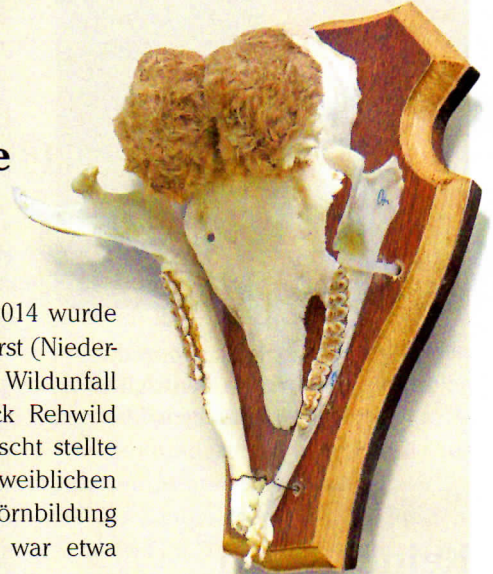 e
014 wurde
rst (Nieder-
Wildunfall
ck Rehwild
scht stellte
weiblichen
örnbildung
war etwa